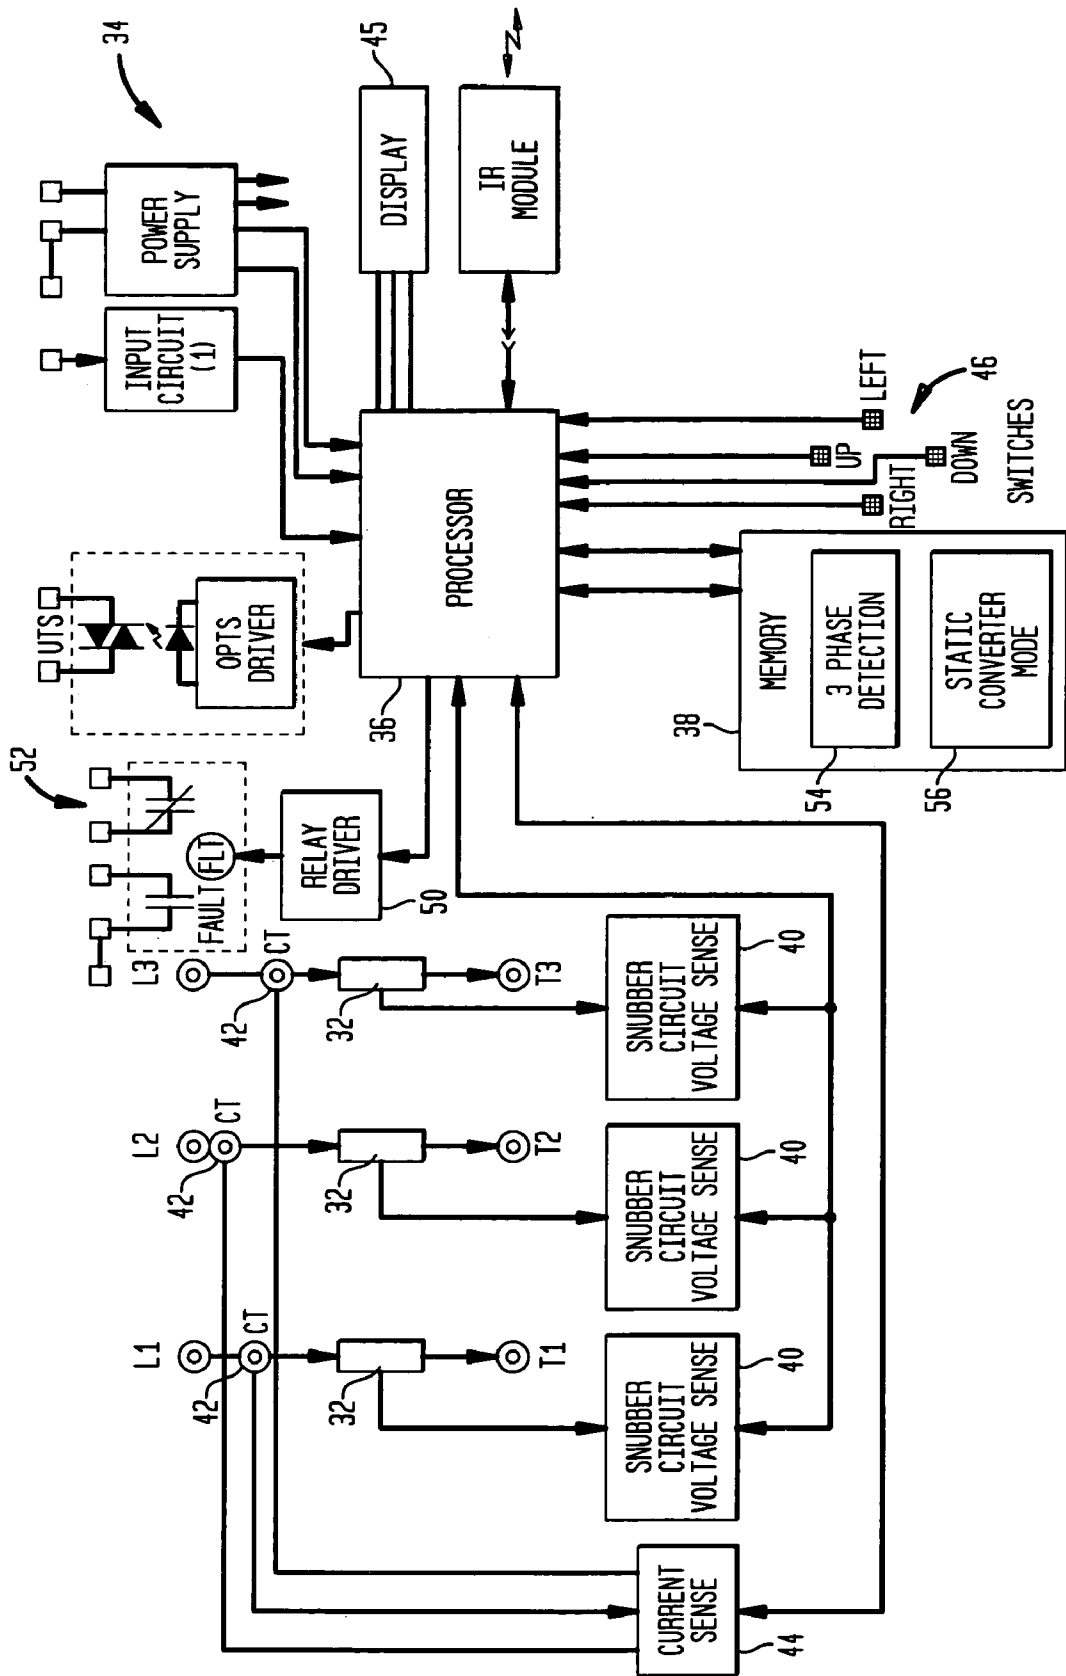 34
52
UTS
POWER
SUPPLY
INPUT
CIRCUIT
(1)
OPTS
DRIVER
FAULT
FLT
L1
L2
L3
CT
CT
CT
42
42
42
RELAY
DRIVER
50
36
PROCESSOR
DISPLAY
45
IR
MODULE
32
32
32
T1
T2
T3
SNUBBER
CIRCUIT
VOLTAGE SENSE
40
SNUBBER
CIRCUIT
VOLTAGE SENSE
40
SNUBBER
CIRCUIT
VOLTAGE SENSE
40
CURRENT
SENSE
44
38
MEMORY
3 PHASE
DETECTION
54
STATIC
CONVERTER
MODE
56
LEFT
UP
RIGHT
DOWN
46
SWITCHES